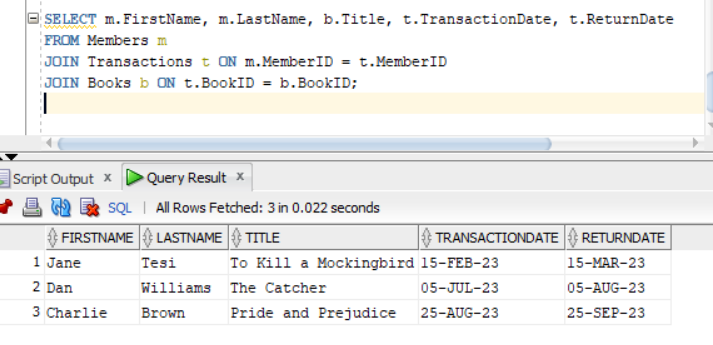 SELECT m.FirstName, m.LastName, b.Title, t.TransactionDate, t.ReturnDate
FROM Members m
JOIN Transactions t ON m.MemberID = t.MemberID
JOIN Books b ON t.BookID = b.BookID;
Script Output x Query Result x
SQL | All Rows Fetched: 3 in 0.022 seconds
FIRSTNAME LASTNAME TITLE TRANSACTIONDATE RETURNDATE
1 Jane Tesi To Kill a Mockingbird 15-FEB-23 15-MAR-23
2 Dan Williams The Catcher 05-JUL-23 05-AUG-23
3 Charlie Brown Pride and Prejudice 25-AUG-23 25-SEP-23